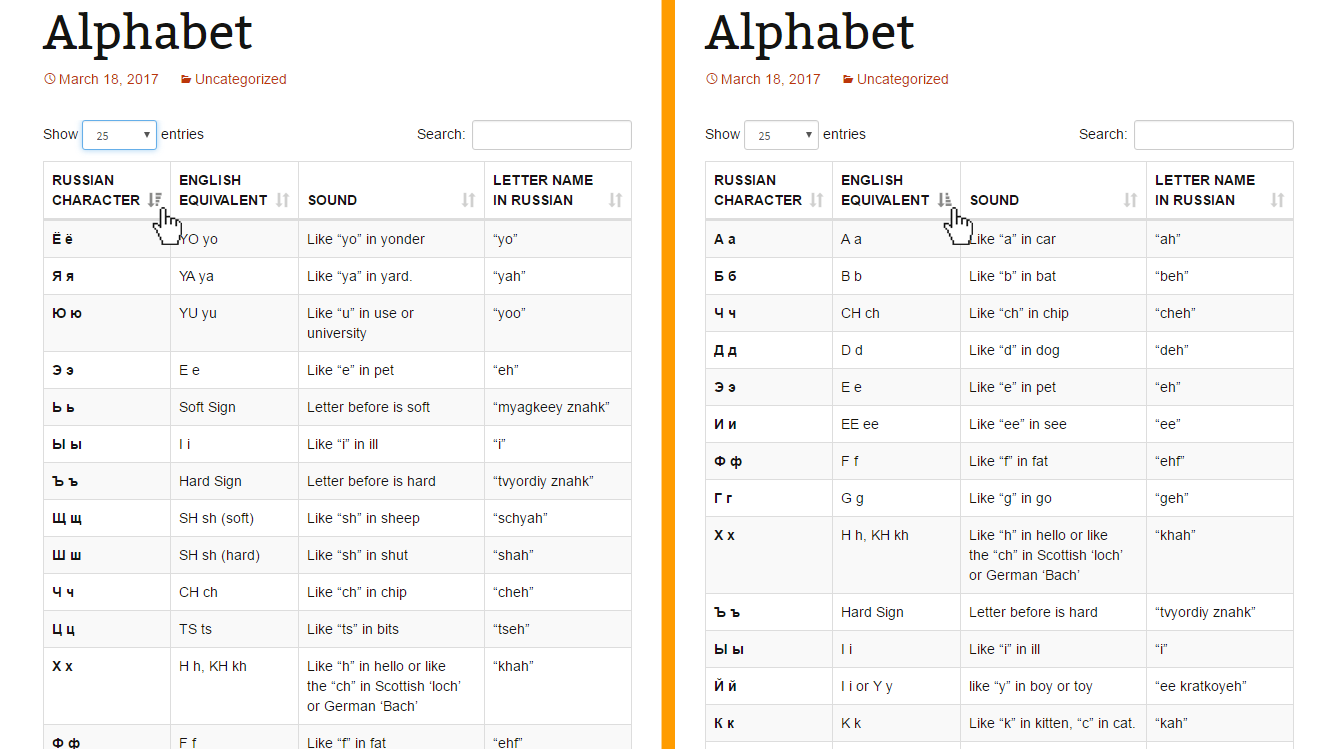 Alphabet
March 18, 2017 Uncategorized
Show 25 entries Search:
RUSSIAN CHARACTER ENGLISH EQUIVALENT SOUND LETTER NAME IN RUSSIAN
Ё ё YO yo Like “yo” in yonder “yo”
Я я YA ya Like “ya” in yard. “yah”
Ю ю YU yu Like “u” in use or “yoo”
university
Э э E e Like “e” in pet “eh”
Ь ь Soft Sign Letter before is soft “myagkeey znahk”
Ы ы I i Like “i” in ill “i”
Ъ ъ Hard Sign Letter before is hard “tvyordiy znahk”
Щ щ SH sh (soft) Like “sh” in sheep “schyah”
Ш ш SH sh (hard) Like “sh” in shut “shah”
Ч ч CH ch Like “ch” in chip “cheh”
Ц ц TS ts Like “ts” in bits “tseh”
Х х H h, KH kh Like “h” in hello or like “khah”
the “ch” in Scottish ‘loch’
or German ‘Bach’
Ф ф F f Like “f” in fat “ehf”
Alphabet
March 18, 2017 Uncategorized
Show 25 entries Search:
RUSSIAN CHARACTER ENGLISH EQUIVALENT SOUND LETTER NAME IN RUSSIAN
А а A a Like “a” in car “ah”
Б б B b Like “b” in bat “beh”
Ч ч CH ch Like “ch” in chip “cheh”
Д д D d Like “d” in dog “deh”
Э э E e Like “e” in pet “eh”
И и EE ee Like “ee” in see “ee”
Ф ф F f Like “f” in fat “ehf”
Г г G g Like “g” in go “geh”
Х х H h, KH kh Like “h” in hello or like “khah”
the “ch” in Scottish ‘loch’
or German ‘Bach’
Ъ ъ Hard Sign Letter before is hard “tvyordiy znahk”
Ы ы I i Like “i” in ill “i”
Й й I i or Y y like “y” in boy or toy “ee kratkoyeh”
К к K k Like “k” in kitten, “c” in cat. “kah”